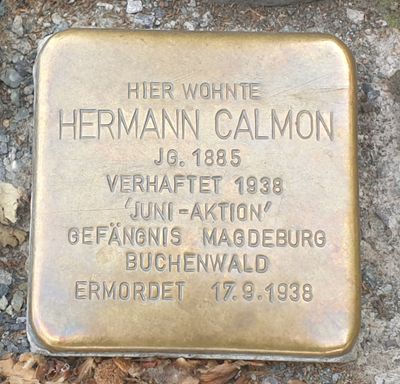 HIER WOHNTE
HERMANN CALMON
JG. 1885
VERHAFTET 1938
'JUNI-AKTION'
GEFÄNGNIS MAGDEBURG
BUCHENWALD
ERMORDET 17.9.1938